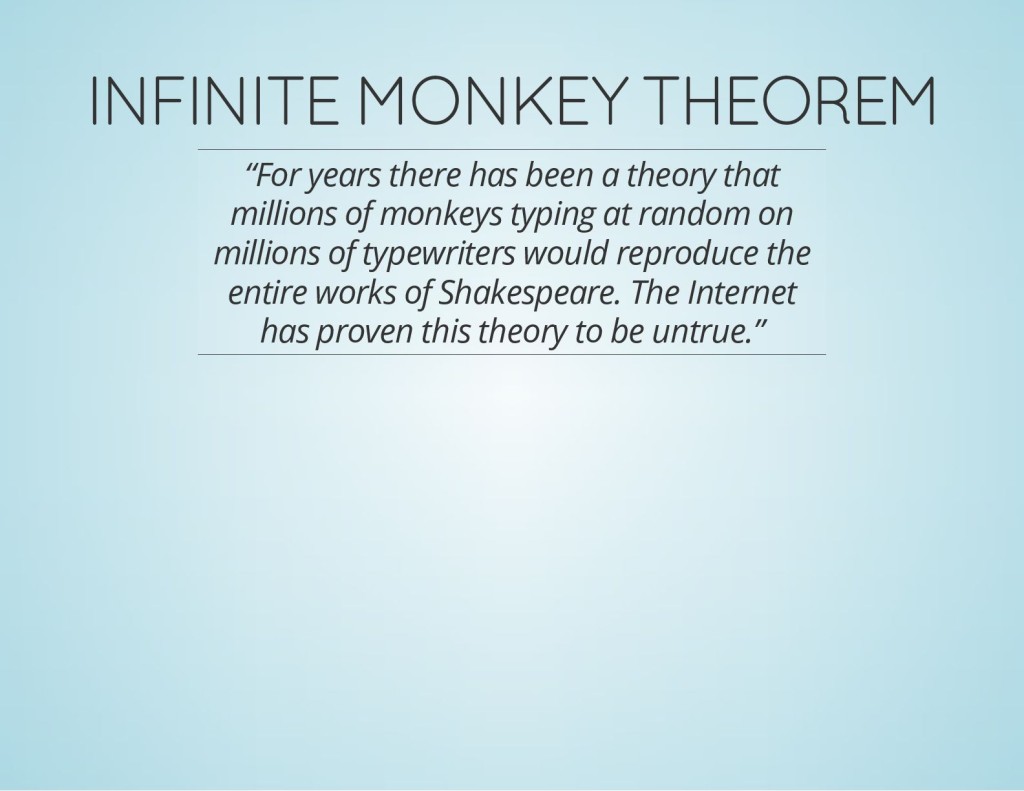 INFINITE MONKEY THEOREM
“For years there has been a theory that
millions of monkeys typing at random on
millions of typewriters would reproduce the
entire works of Shakespeare. The Internet
has proven this theory to be untrue.”